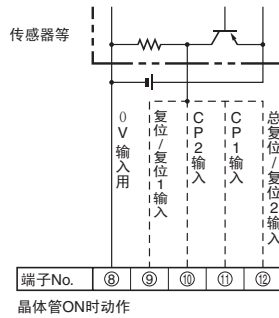 传感器等
0V输入用
复位/复位1输入
CP2输入
CP1输入
总复位/复位2输入
端子No. ⑧ ⑨ ⑩ ⑪ ⑫
晶体管ON时动作